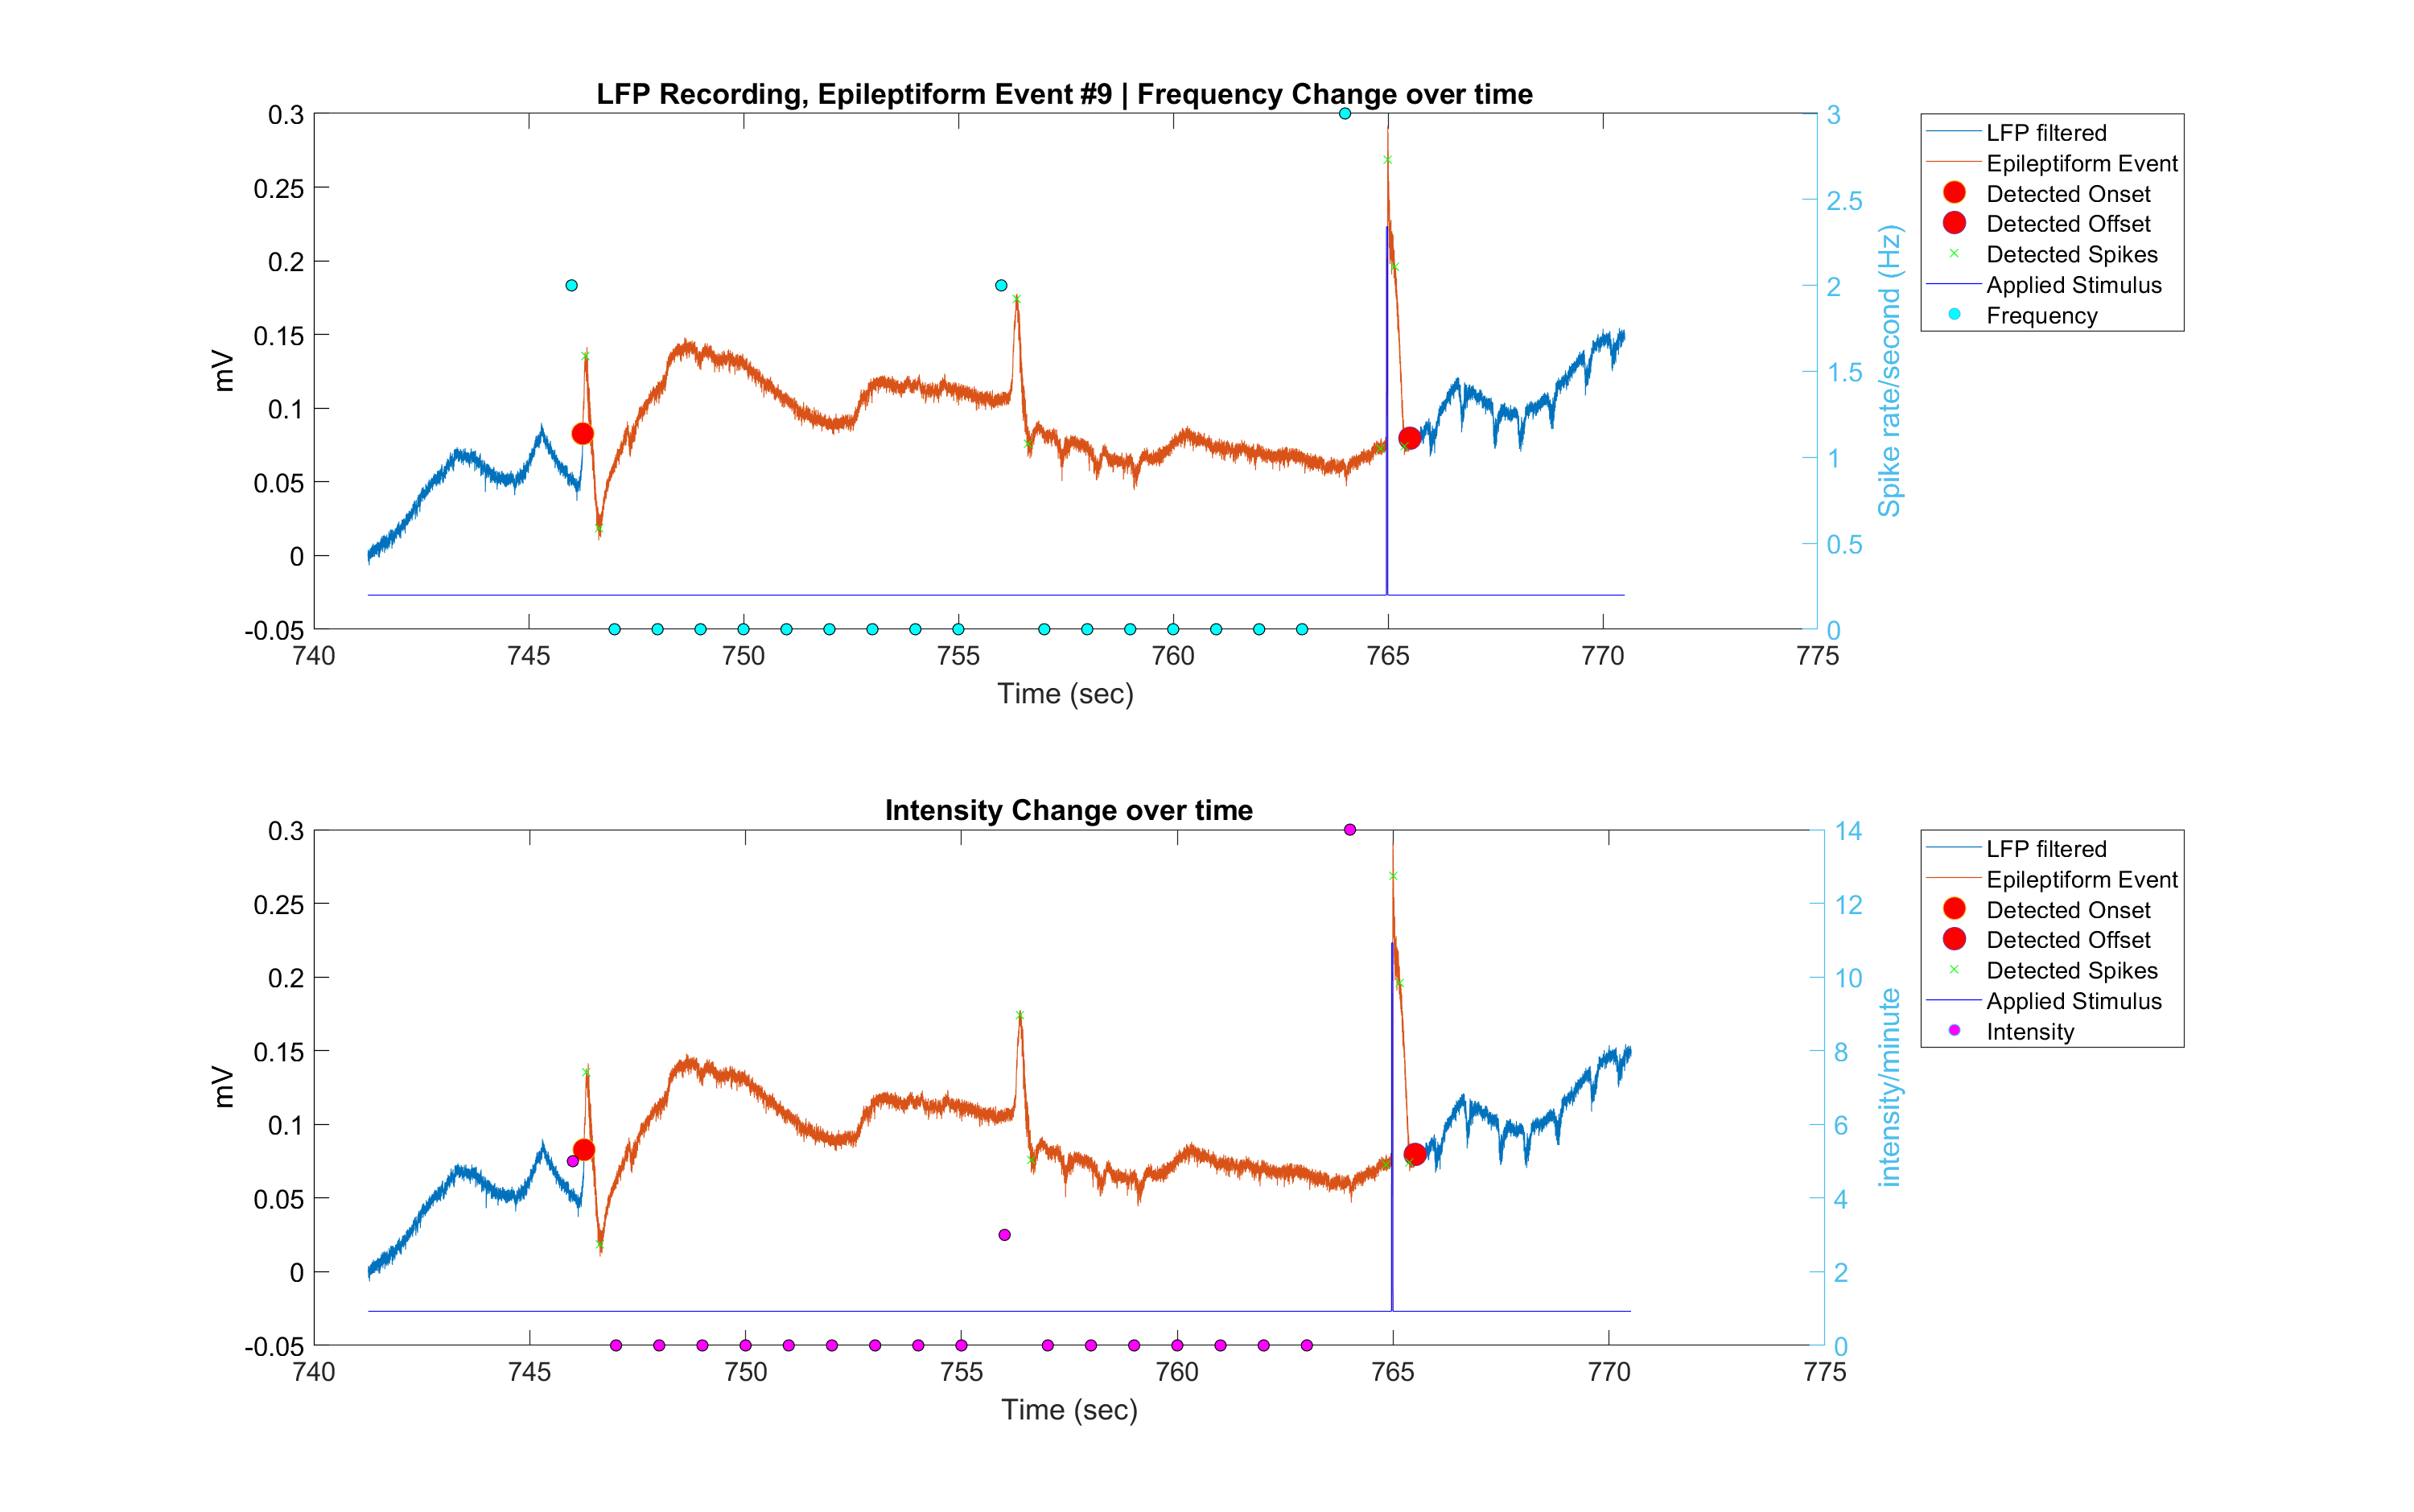 LFP Recording, Epileptiform Event #9 | Frequency Change over time
0.3
0.25
0.2
0.15
0.1
0.05
0
-0.05
mV
740 745 750 755 760 765 770 775
Time (sec)
3
2.5
2
1.5
1
0.5
0
Spike rate/second (Hz)
LFP filtered
Epileptiform Event
Detected Onset
Detected Offset
Detected Spikes
Applied Stimulus
Frequency
Intensity Change over time
0.3
0.25
0.2
0.15
0.1
0.05
0
-0.05
mV
740 745 750 755 760 765 770 775
Time (sec)
14
12
10
8
6
4
2
0
intensity/minute
LFP filtered
Epileptiform Event
Detected Onset
Detected Offset
Detected Spikes
Applied Stimulus
Intensity